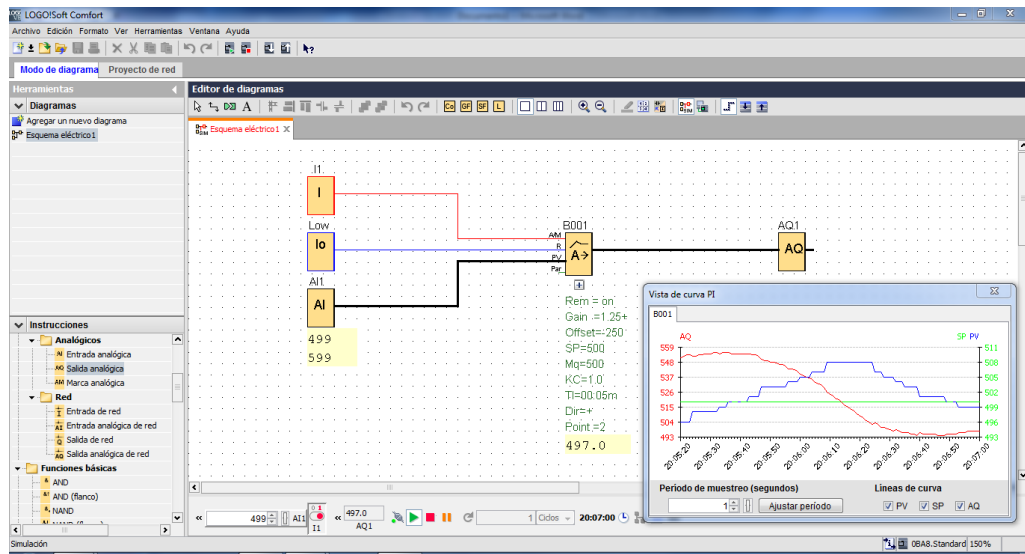 LOGO!Soft Comfort
Archivo Edición Formato Ver Herramientas Ventana Ayuda
Modo de diagrama Proyecto de red
Herramientas
Editor de diagramas
Diagramas
Agregar un nuevo diagrama
Esquema eléctrico1
Co GF SF L
Esquema eléctrico1
I1
I
Low
lo
AI1
AI
499
599
B001
A/M
R
PV
Par
A→
AQ1
AQ
Rem = on
Gain .=1.25+
Offset=-250
SP=500
Mq=500
KC=1.0
TI=00:05m
Dir=+
Point =2
497.0
Instrucciones
Analógicos
Entrada analógica
Salida analógica
Marca analógica
Red
Entrada de red
Entrada analógica de red
Salida de red
Salida analógica de red
Funciones básicas
AND
AND (flanco)
NAND
Vista de curva PI
B001
AQ SP PV
559 511
548 508
537 505
526 502
515 499
504 496
493 493
20:05:20 20:05:30 20:05:40 20:05:50 20:06:00 20:06:10 20:06:20 20:06:30 20:06:40 20:06:50 20:07:00
Período de muestreo (segundos) Lineas de curva
1 Ajustar período PV SP AQ
499 AI1 I1 497.0 AQ1 1 Ciclos 20:07:00
Simulación
0BA8.Standard 150%